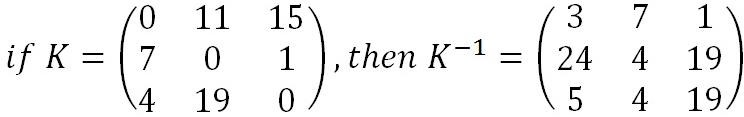 0 11 15 3 7 1
if K = ( 7 0 1 ) , then K⁻¹ = ( 24 4 19 )
4 19 0 5 4 19